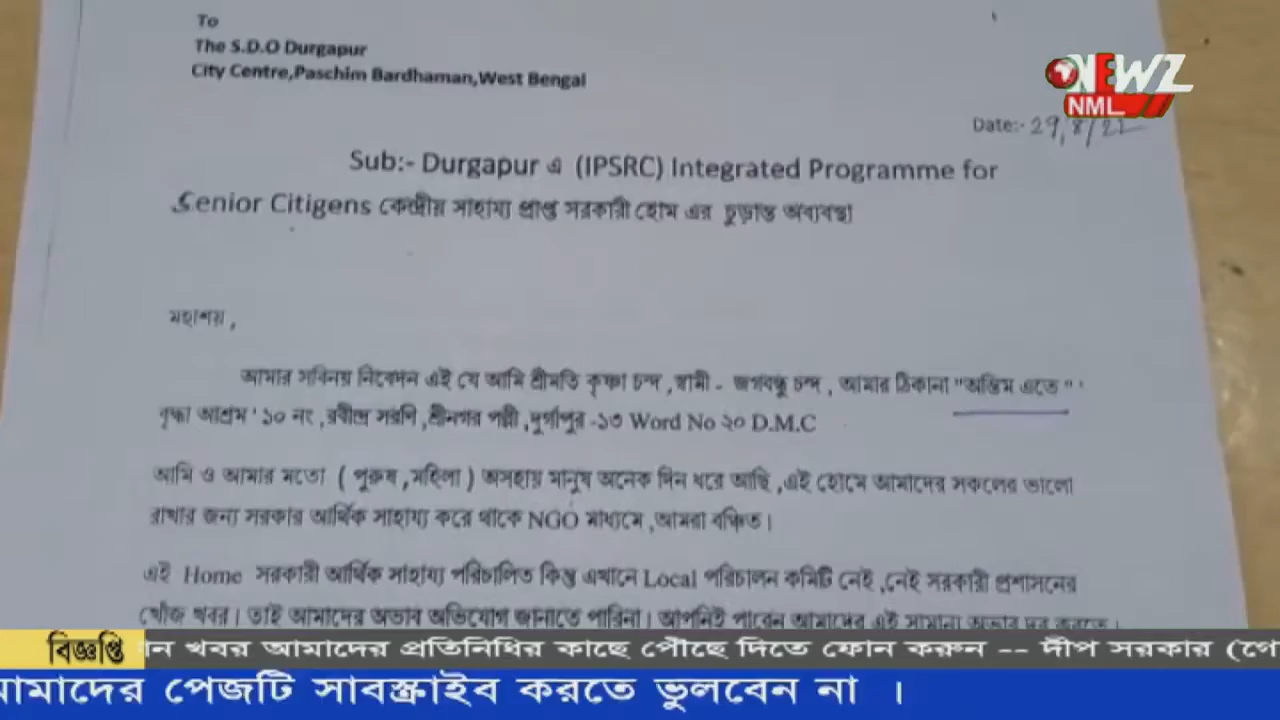 To
The S.D.O Durgapur
City Centre,Paschim Bardhaman,West Bengal
NEWZ
NML
Date:- 29/8/22
Sub:- Durgapur এ (IPSRC) Integrated Programme for
Senior Citigens কেন্দ্রীয় সাহায্য প্রাপ্ত সরকারী হোম এর চুড়ান্ত অব্যবস্থা
মহাশয় ,
আমার সবিনয় নিবেদন এই যে আমি শ্রীমতি কৃষ্ণা চন্দ , স্বামী - জগবন্ধু চন্দ , আমার ঠিকানা "অন্তিম এতে" '
বৃদ্ধা আশ্রম ' ১০ নং , রবীন্দ্র সরণি ,শ্রীনগর পল্লী ,দুর্গাপুর -১৩ Word No ২০ D.M.C
আমি ও আমার মতো ( পুরুষ ,মহিলা ) অসহায় মানুষ অনেক দিন ধরে আছি ,এই হোমে আমাদের সকলের ভালো
রাখার জন্য সরকার আর্থিক সাহায্য করে থাকে NGO মাধ্যমে ,আমরা বঞ্চিত।
এই Home সরকারী আর্থিক সাহায্য পরিচালিত কিন্তু এখানে Local পরিচালন কমিটি নেই ,নেই সরকারী প্রশাসনের
খোঁজ খবর। তাই আমাদের অভাব অভিযোগ জানাতে পারিনা। আপনিই পারেন আমাদের এই সামান্য অভাব দূর করতে।
বিজ্ঞপ্তি
খবর আমাদের প্রতিনিধির কাছে পৌঁছে দিতে ফোন করুন -- দীপ সরকার (গো
আমাদের পেজটি সাবস্ক্রাইব করতে ভুলবেন না ।